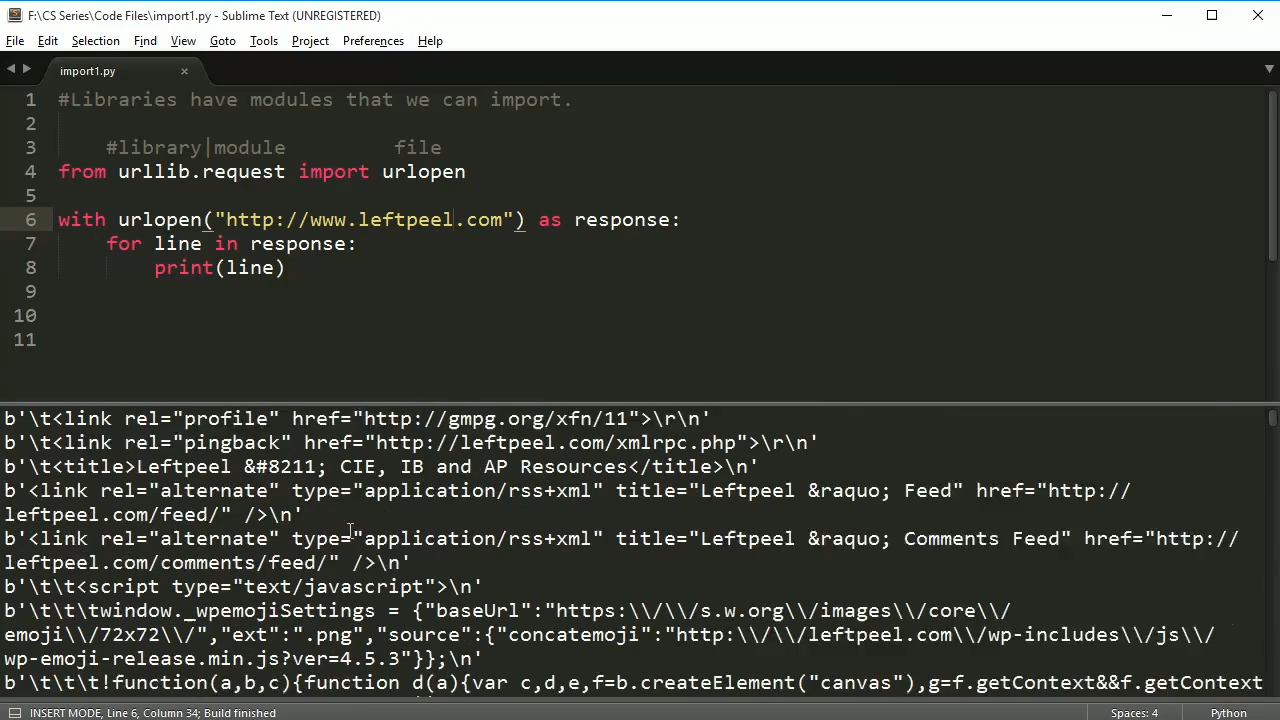 F:\CS Series\Code Files\import1.py - Sublime Text (UNREGISTERED)
File Edit Selection Find View Goto Tools Project Preferences Help
import1.py
1 #Libraries have modules that we can import.
2
3 #library|module file
4 from urllib.request import urlopen
5
6 with urlopen("http://www.leftpeel.com") as response:
7 for line in response:
8 print(line)
9
10
11
b'\t<link rel="profile" href="http://gmpg.org/xfn/11">\r\n'
b'\t<link rel="pingback" href="http://leftpeel.com/xmlrpc.php">\r\n'
b'\t<title>Leftpeel &#8211; CIE, IB and AP Resources</title>\n'
b'<link rel="alternate" type="application/rss+xml" title="Leftpeel &raquo; Feed" href="http://
leftpeel.com/feed/" />\n'
b'<link rel="alternate" type="application/rss+xml" title="Leftpeel &raquo; Comments Feed" href="http://
leftpeel.com/comments/feed/" />\n'
b'\t\t<script type="text/javascript">\n'
b'\t\t\twindow._wpemojiSettings = {"baseUrl":"https:\\/\\/s.w.org\\/images\\/core\\/
emoji\\/72x72\\/","ext":".png","source":{"concatemoji":"http:\\/\\/leftpeel.com\\/wp-includes\\/js\\/
wp-emoji-release.min.js?ver=4.5.3"}};\n'
b'\t\t\t!function(a,b,c){function d(a){var c,d,e,f=b.createElement("canvas"),g=f.getContext&&f.getContext
INSERT MODE, Line 6, Column 34; Build finished
Spaces: 4
Python